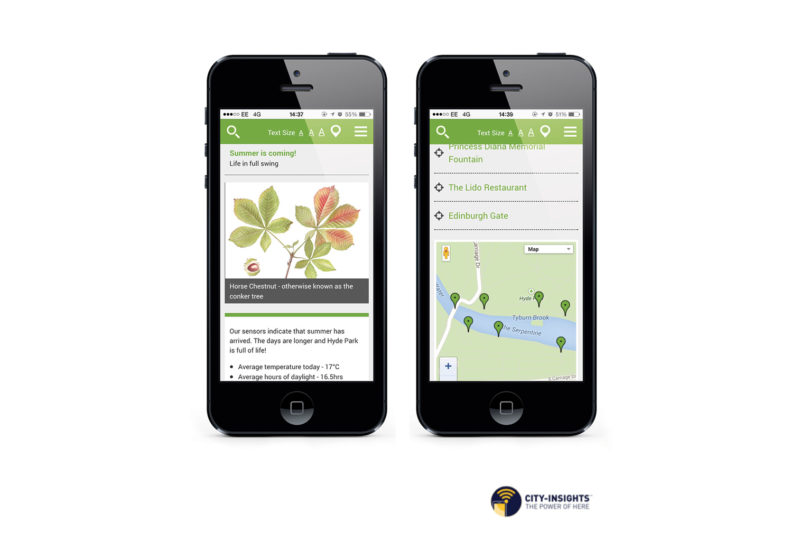 EE 4G 14:37 55%
Text Size A A A
Summer is coming!
Life in full swing
Horse Chestnut - otherwise known as the
conker tree
Our sensors indicate that summer has
arrived. The days are longer and Hyde Park
is full of life!
Average temperature today - 17°C
Average hours of daylight - 16.5hrs
EE 4G 14:39 51%
Text Size A A A
Princess Diana Memorial
Fountain
The Lido Restaurant
Edinburgh Gate
Map
Carriage Dr
Hyde
Tyburn Brook
The Serpentine
S Carriage Dr
+
CITY-INSIGHTS™
THE POWER OF HERE